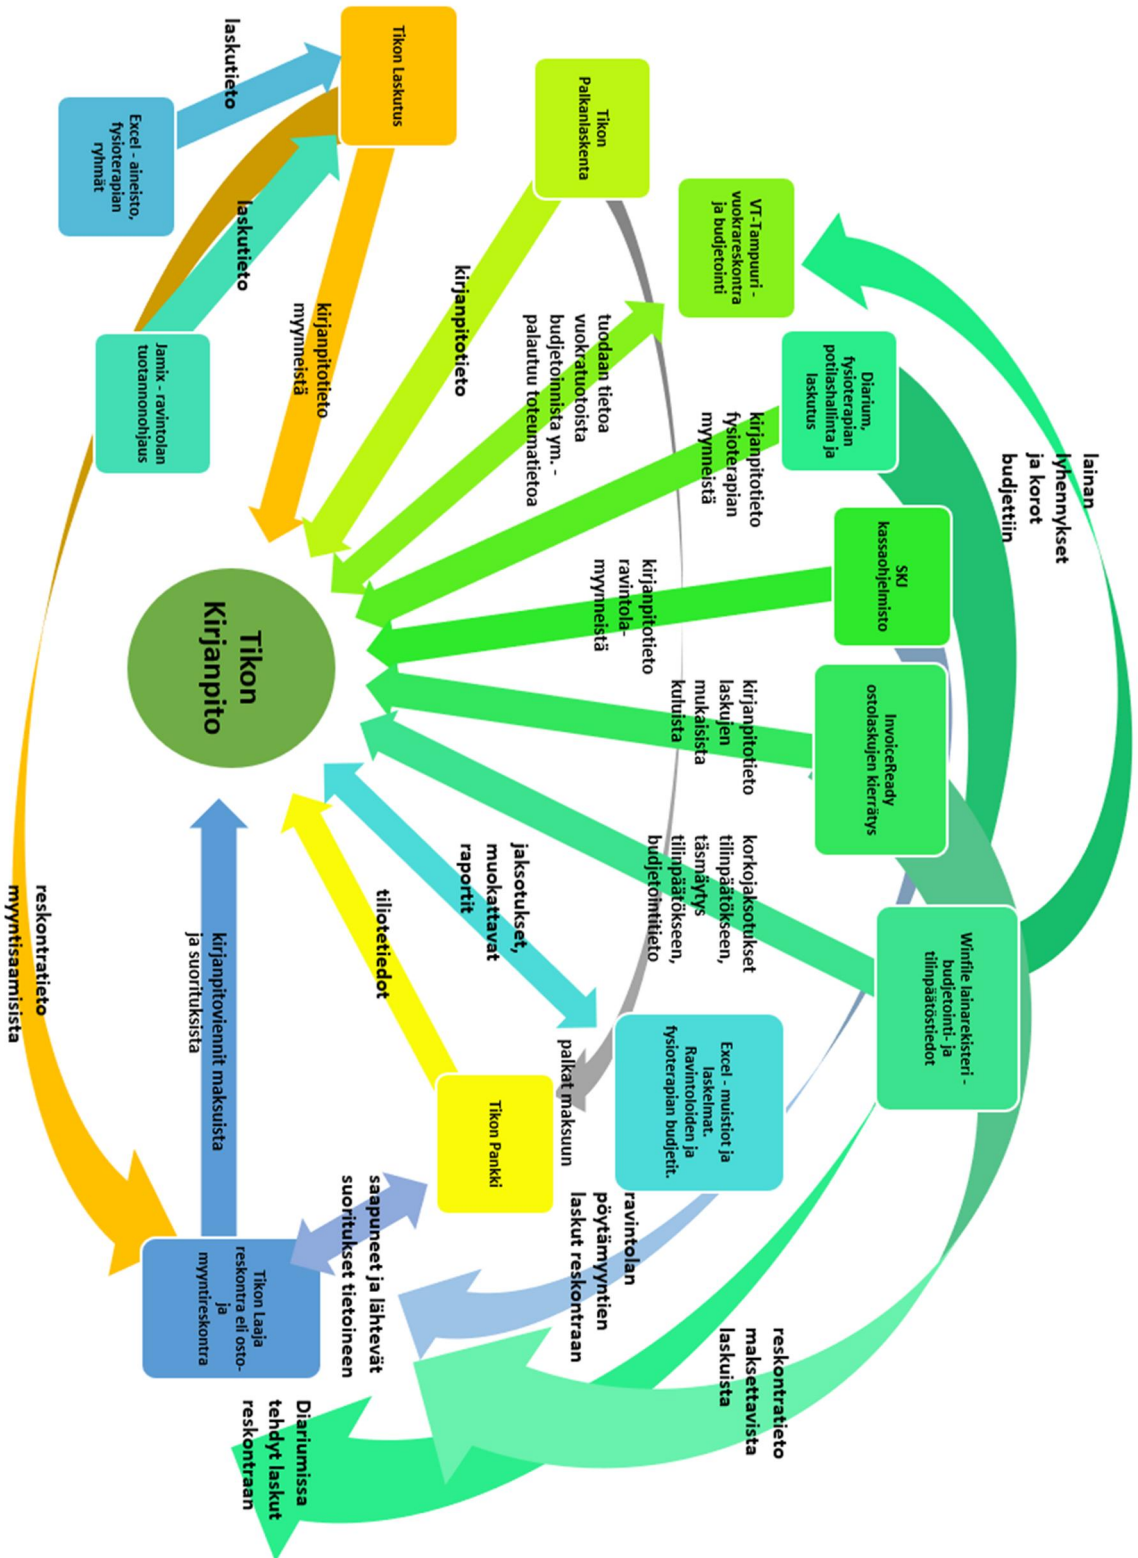 Tikon Laskutus
laskutieto
Excel - aineisto,
fysioterapian
ryhmät
laskutieto
Jamix - ravintolan
tuotannonohjaus
kirjanpitotieto
myynneistä
Tikon
Palkanlaskenta
kirjanpitotieto
VT-Tampuuri -
vuokrareskontra
ja budjetointi
tuodaan tietoa
vuokratuotoista
budjetoinnista ym. -
palautuu toteumatietoa
Diarium,
fysioterapian
potilashallinta ja
laskutus
kirjanpitotieto
fysioterapian
myynneistä
lainan
lyhennykset
ja korot
budjettiin
SKJ
kassaohjelmisto
kirjanpitotieto
ravintola-
myynneistä
InvoiceReady
ostolaskujen kierrätys
kirjanpitotieto
laskujen
mukaisista
kuluista
Winfile lainarekisteri -
budjetointi- ja
tilinpäätöstiedot
korkojaksotukset
tilinpäätökseen,
täsmäytys
tilinpäätökseen,
budjetointitieto
Tikon
Kirjanpito
Excel - muistiot ja
laskelmat.
Ravintoloiden ja
fysioterapian budjetit.
jaksotukset,
muokattavat
raportit
palkat maksuun
Tikon Pankki
tiliotetiedot
kirjanpitoviennit maksuista
ja suorituksista
reskontratieto
myyntisaamisista
Tikon Laaja
reskontra eli osto-
ja
myyntireskontra
saapuneet ja lähtevät
suoritukset tietoineen
ravintolan
pöytämyyntien
laskut reskontraan
reskontratieto
maksettavista
laskuista
Diariumissa
tehdyt laskut
reskontraan